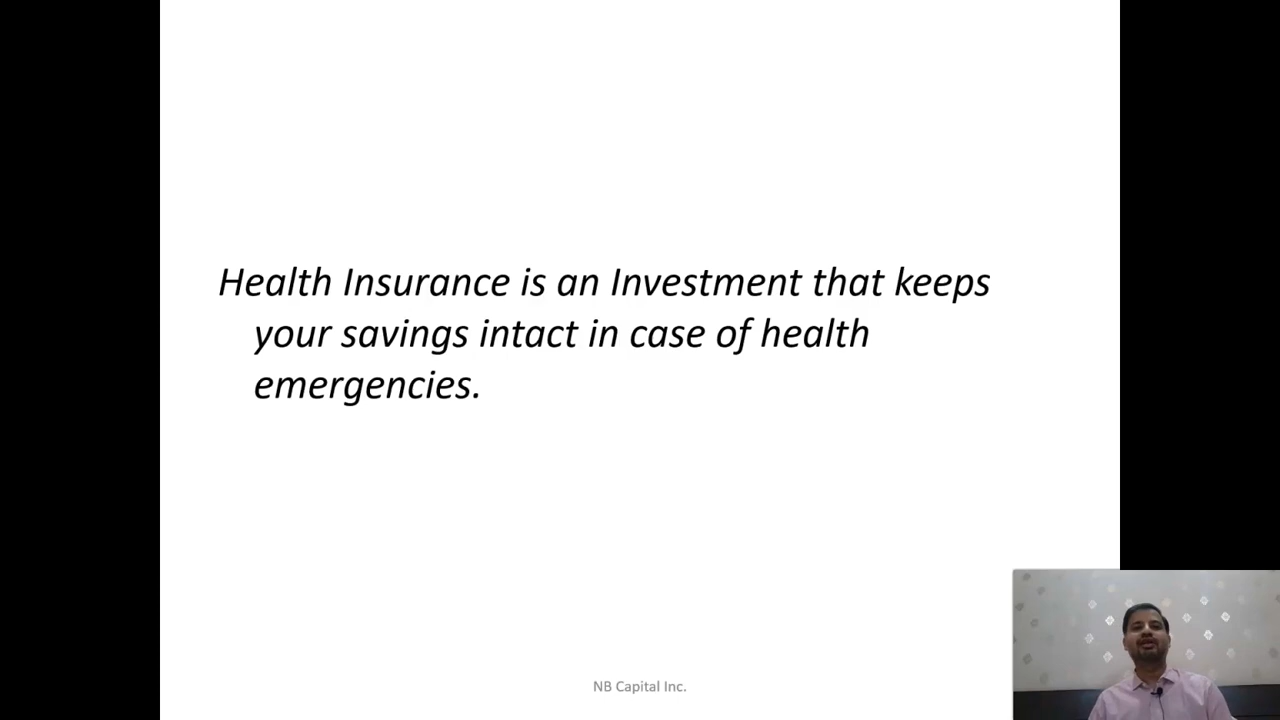 Health Insurance is an Investment that keeps
your savings intact in case of health
emergencies.
NB Capital Inc.